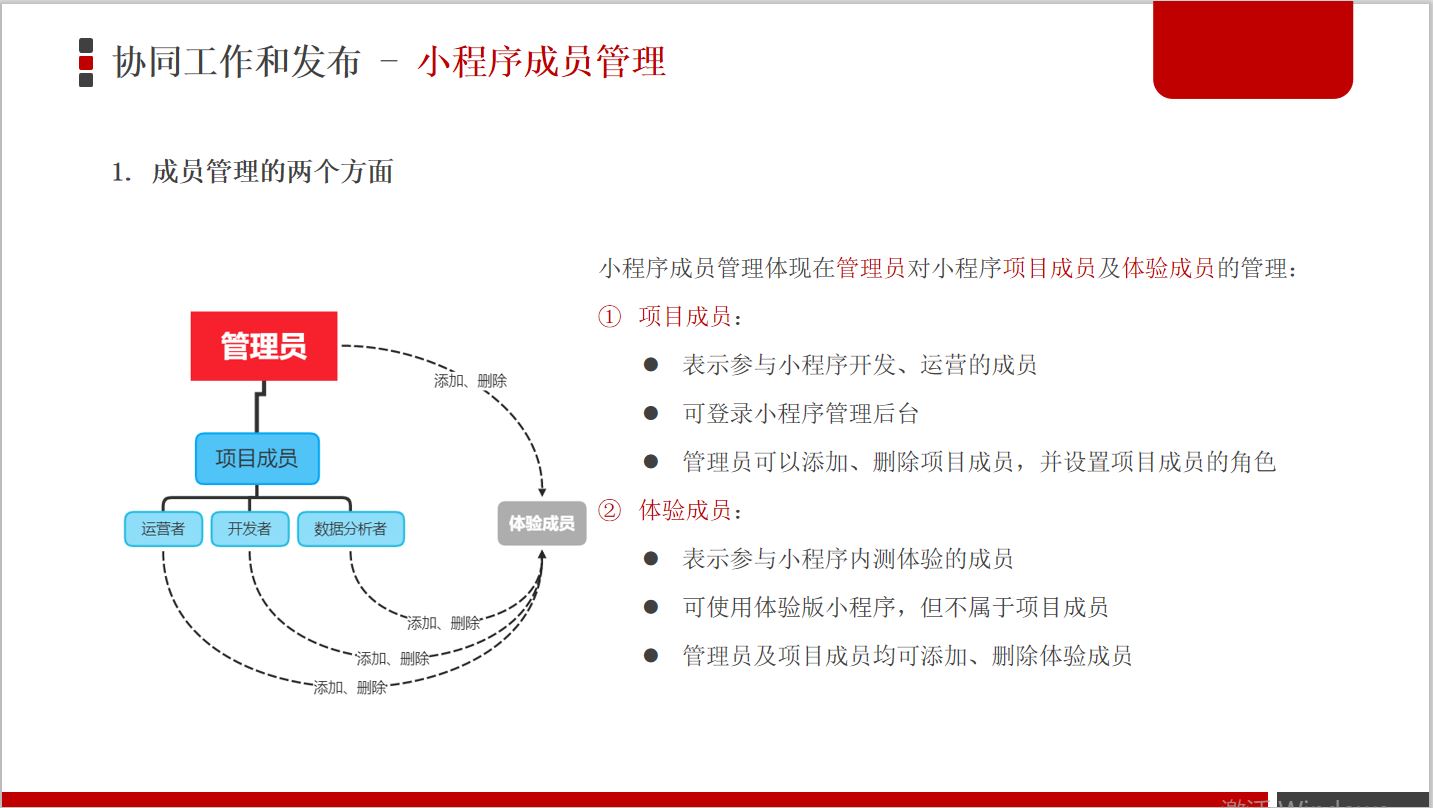 协同工作和发布 - 小程序成员管理
1. 成员管理的两个方面
小程序成员管理体现在管理员对小程序项目成员及体验成员的管理：
① 项目成员：
● 表示参与小程序开发、运营的成员
● 可登录小程序管理后台
● 管理员可以添加、删除项目成员，并设置项目成员的角色
② 体验成员：
● 表示参与小程序内测体验的成员
● 可使用体验版小程序，但不属于项目成员
● 管理员及项目成员均可添加、删除体验成员
管理员
添加、删除
项目成员
运营者
开发者
数据分析者
体验成员
添加、删除
添加、删除
添加、删除